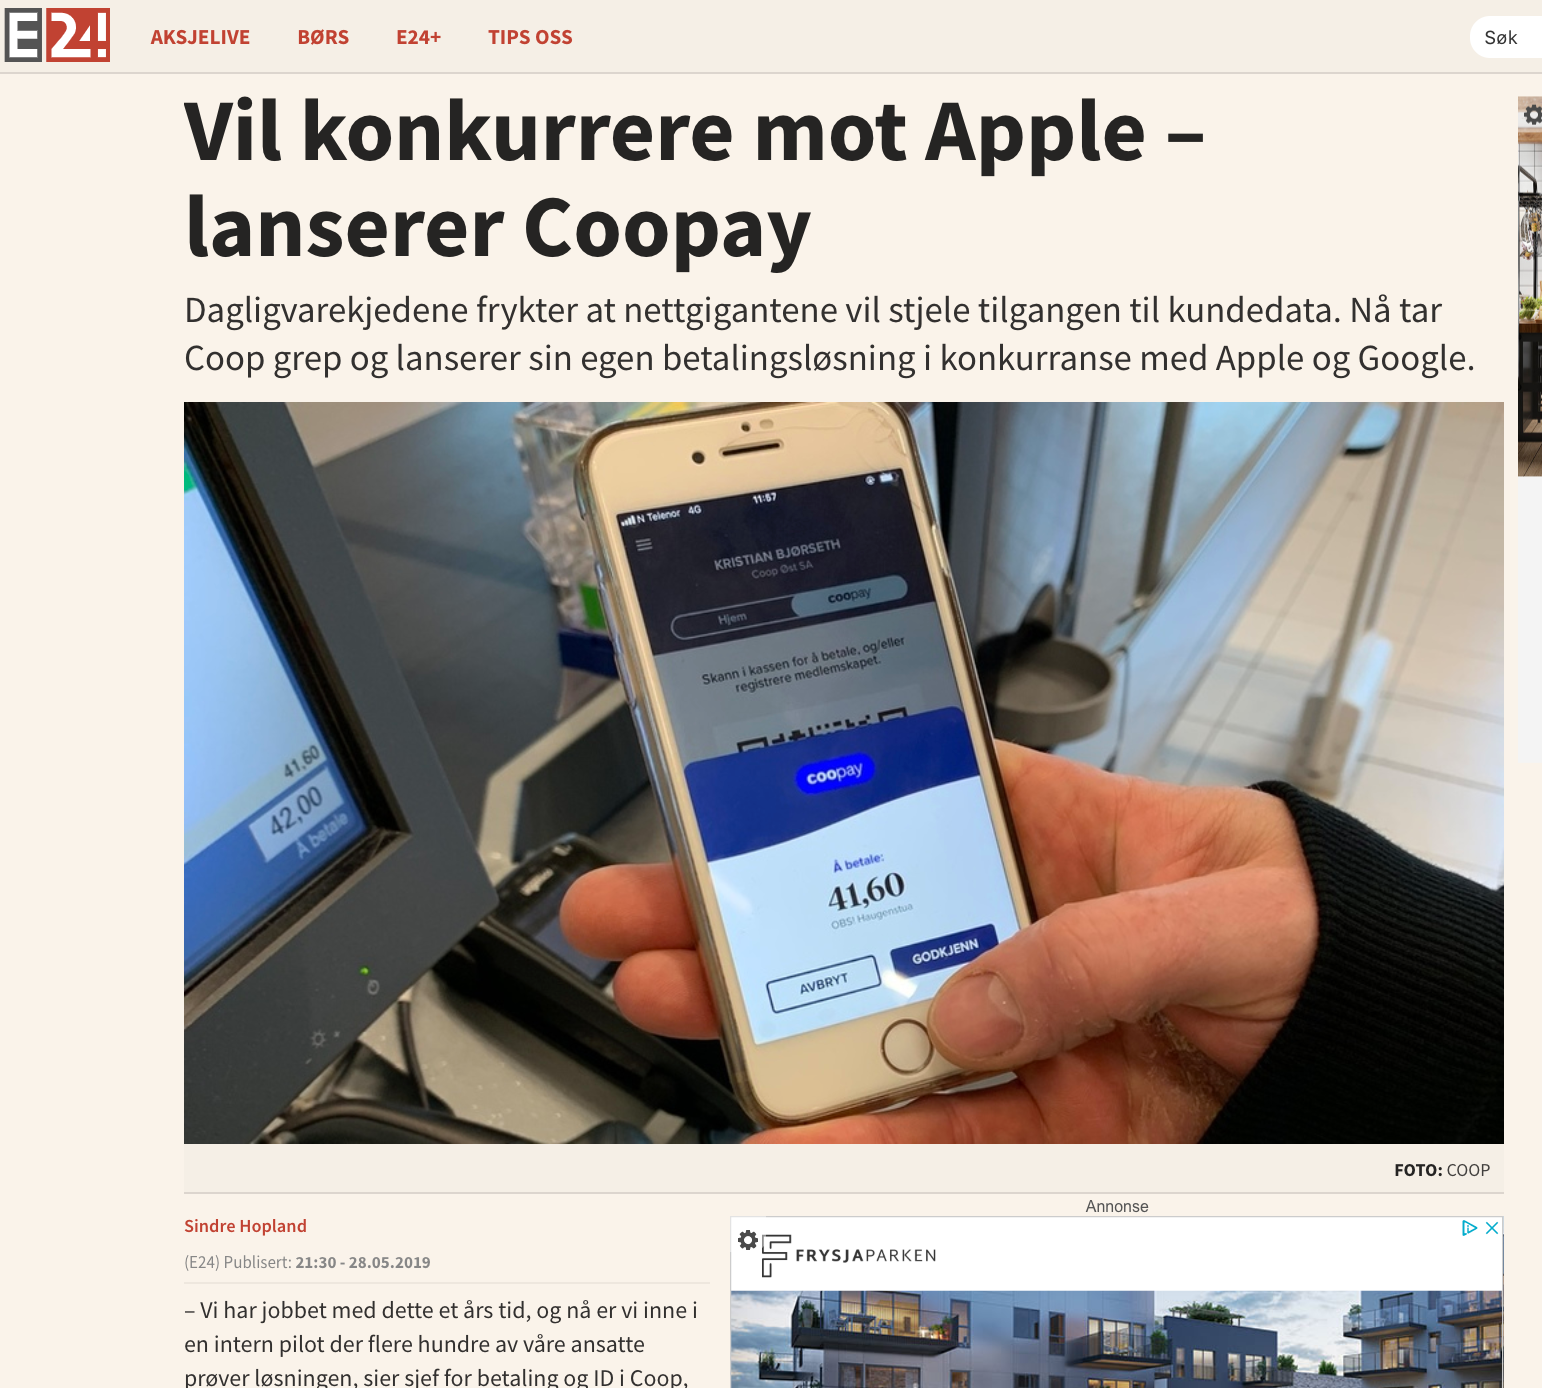 E24!
AKSJELIVE
BØRS
E24+
TIPS OSS
Søk
Vil konkurrere mot Apple –
lanserer Coopay
Dagligvarekjedene frykter at nettgigantene vil stjele tilgangen til kundedata. Nå tar
Coop grep og lanserer sin egen betalingsløsning i konkurranse med Apple og Google.
N Telenor 4G
11:57
KRISTIAN BJØRSETH
Coop Øst SA
Hjem
coopay
Skann i kassen for å betale, og/eller
registrere medlemskapet.
coopay
Å betale:
41,60
OBS! Haugenstua
AVBRYT
GODKJENN
41,60
42,00
Å betale
FOTO: COOP
Annonse
Sindre Hopland
(E24) Publisert: 21:30 - 28.05.2019
– Vi har jobbet med dette et års tid, og nå er vi inne i
en intern pilot der flere hundre av våre ansatte
prøver løsningen, sier sjef for betaling og ID i Coop,
FRYSJAPARKEN